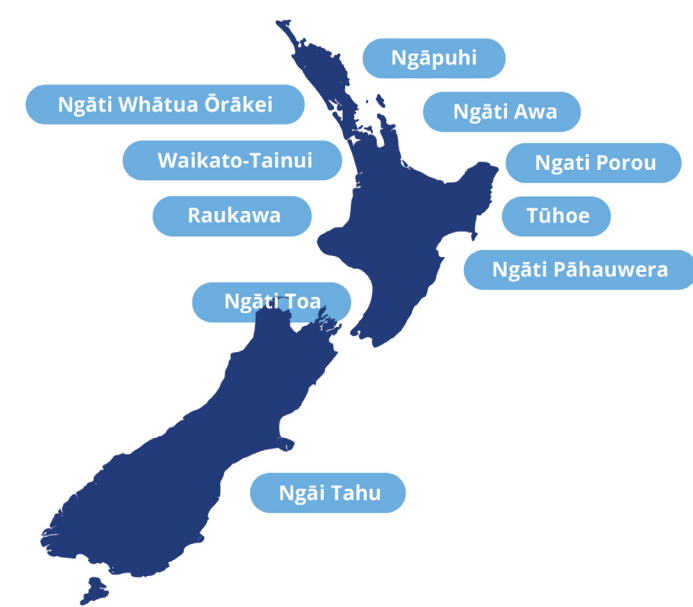 Ngāpuhi
Ngāti Whātua Ōrākei
Ngāti Awa
Waikato-Tainui
Ngati Porou
Raukawa
Tūhoe
Ngāti Pāhauwera
Ngāti Toa
Ngāi Tahu